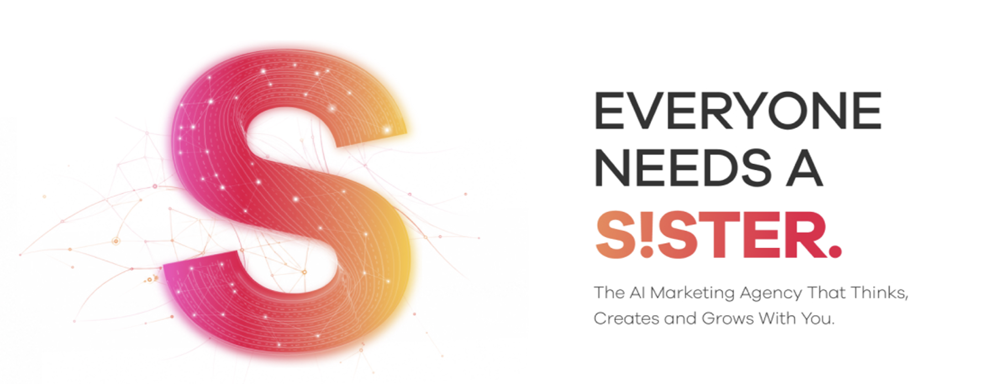 S
EVERYONE
NEEDS A
S!STER.
The AI Marketing Agency That Thinks,
Creates and Grows With You.